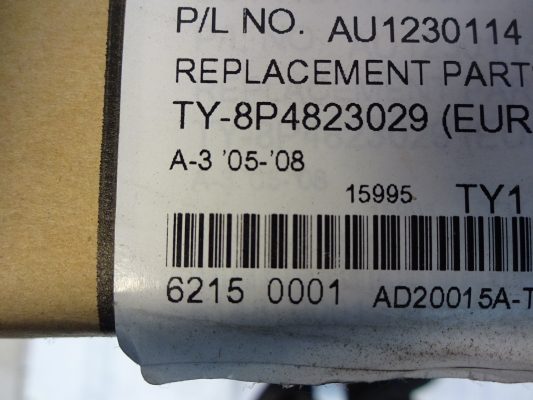 P/L NO. AU1230114
REPLACEMENT PART
TY-8P4823029 (EUR
A-3 '05-'08
15995 TY1
6215 0001 AD20015A-T